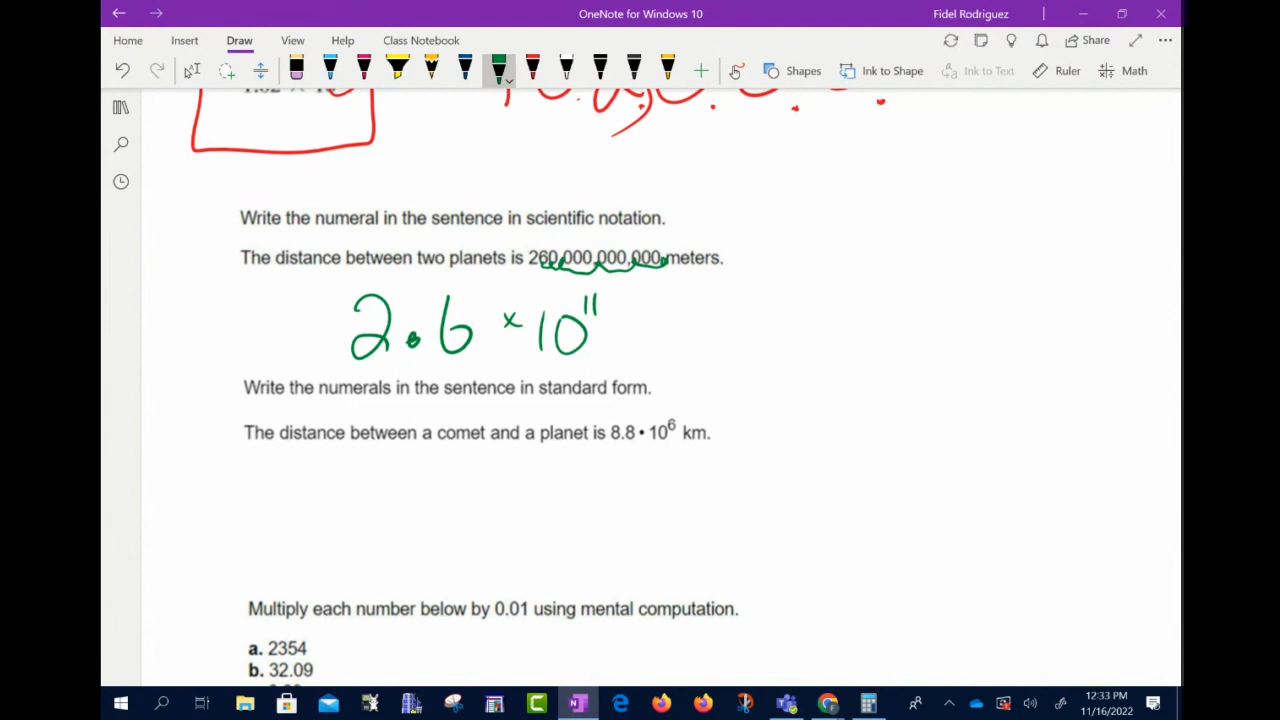 OneNote for Windows 10
Fidel Rodriguez
Home Insert Draw View Help Class Notebook
Share
Shapes Ink to Shape Ink to Text Ruler Math
Write the numeral in the sentence in scientific notation.
The distance between two planets is 260,000,000,000 meters.
2.6 × 10¹¹
Write the numerals in the sentence in standard form.
The distance between a comet and a planet is 8.8 • 10⁶ km.
Multiply each number below by 0.01 using mental computation.
a. 2354
b. 32.09
12:33 PM
11/16/2022